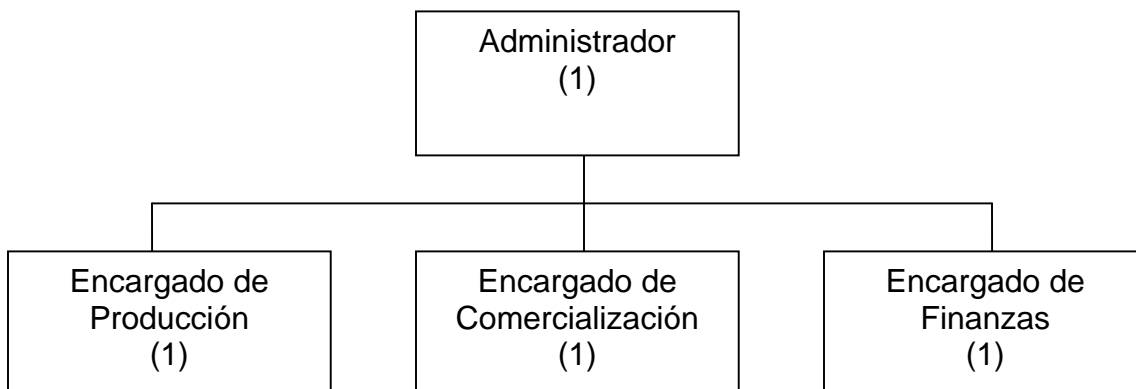 Administrador
(1)
Encargado de
Producción
(1)
Encargado de
Comercialización
(1)
Encargado de
Finanzas
(1)